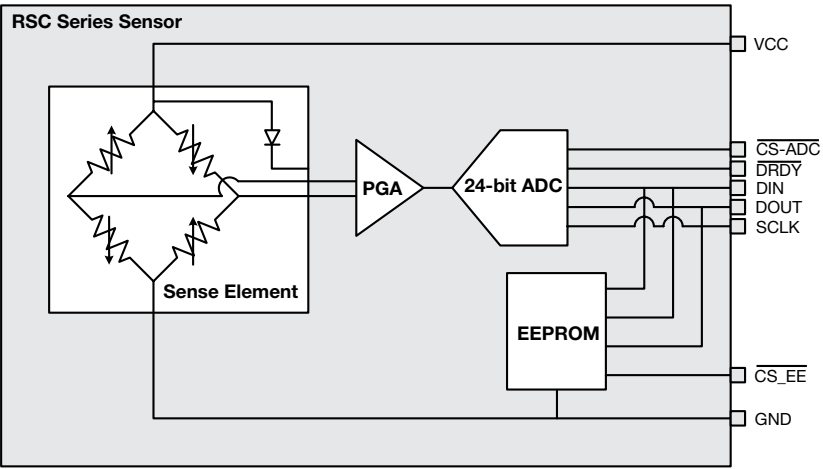 RSC Series Sensor
VCC
CS-ADC
DRDY
DIN
DOUT
SCLK
PGA
24-bit ADC
Sense Element
EEPROM
CS_EE
GND